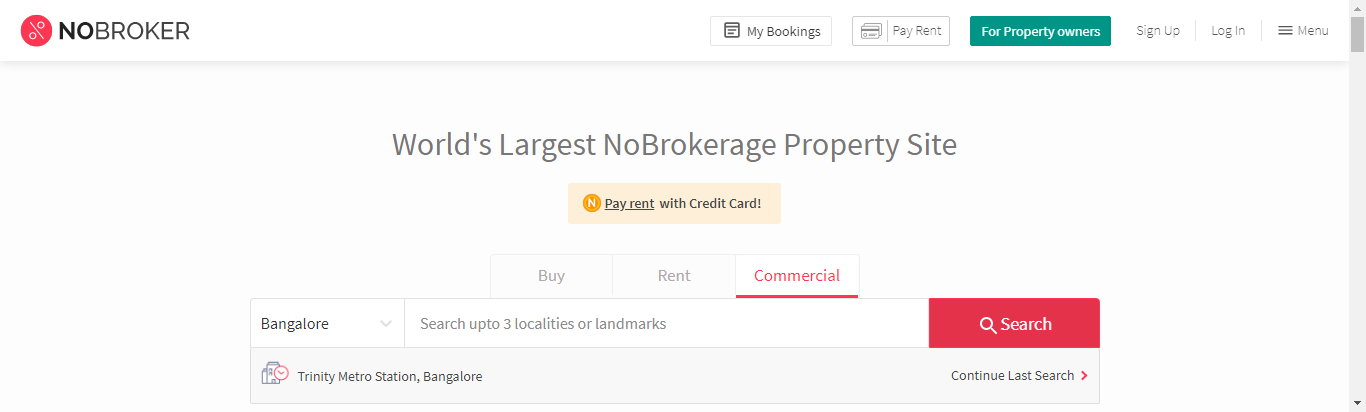 NOBROKER
My Bookings
Pay Rent
For Property owners
Sign Up
Log In
Menu
World's Largest NoBrokerage Property Site
N Pay rent with Credit Card!
Buy
Rent
Commercial
Bangalore
Search upto 3 localities or landmarks
Search
Trinity Metro Station, Bangalore
Continue Last Search